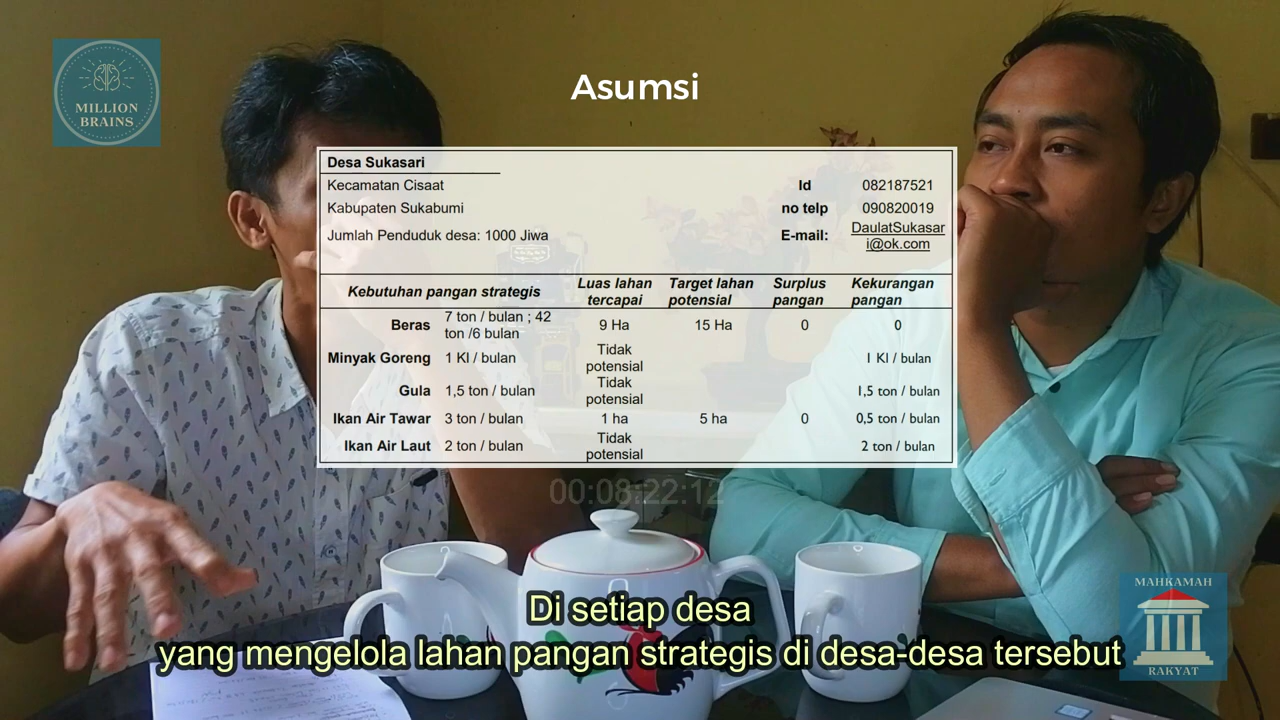 MILLION
BRAINS
Asumsi
Desa Sukasari
Kecamatan Cisaat Id 082187521
Kabupaten Sukabumi no telp 090820019
Jumlah Penduduk desa: 1000 Jiwa E-mail: DaulatSukasar
i@ok.com
Kebutuhan pangan strategis Luas lahan Target lahan Surplus Kekurangan
tercapai potensial pangan pangan
Beras 7 ton / bulan ; 42
ton /6 bulan 9 Ha 15 Ha 0 0
Minyak Goreng 1 Kl / bulan Tidak
potensial 1 Kl / bulan
Gula 1,5 ton / bulan Tidak
potensial 1,5 ton / bulan
Ikan Air Tawar 3 ton / bulan 1 ha 5 ha 0 0,5 ton / bulan
Ikan Air Laut 2 ton / bulan Tidak
potensial 2 ton / bulan
00:08:22:12
Di setiap desa
yang mengelola lahan pangan strategis di desa-desa tersebut
MAHKAMAH
RAKYAT